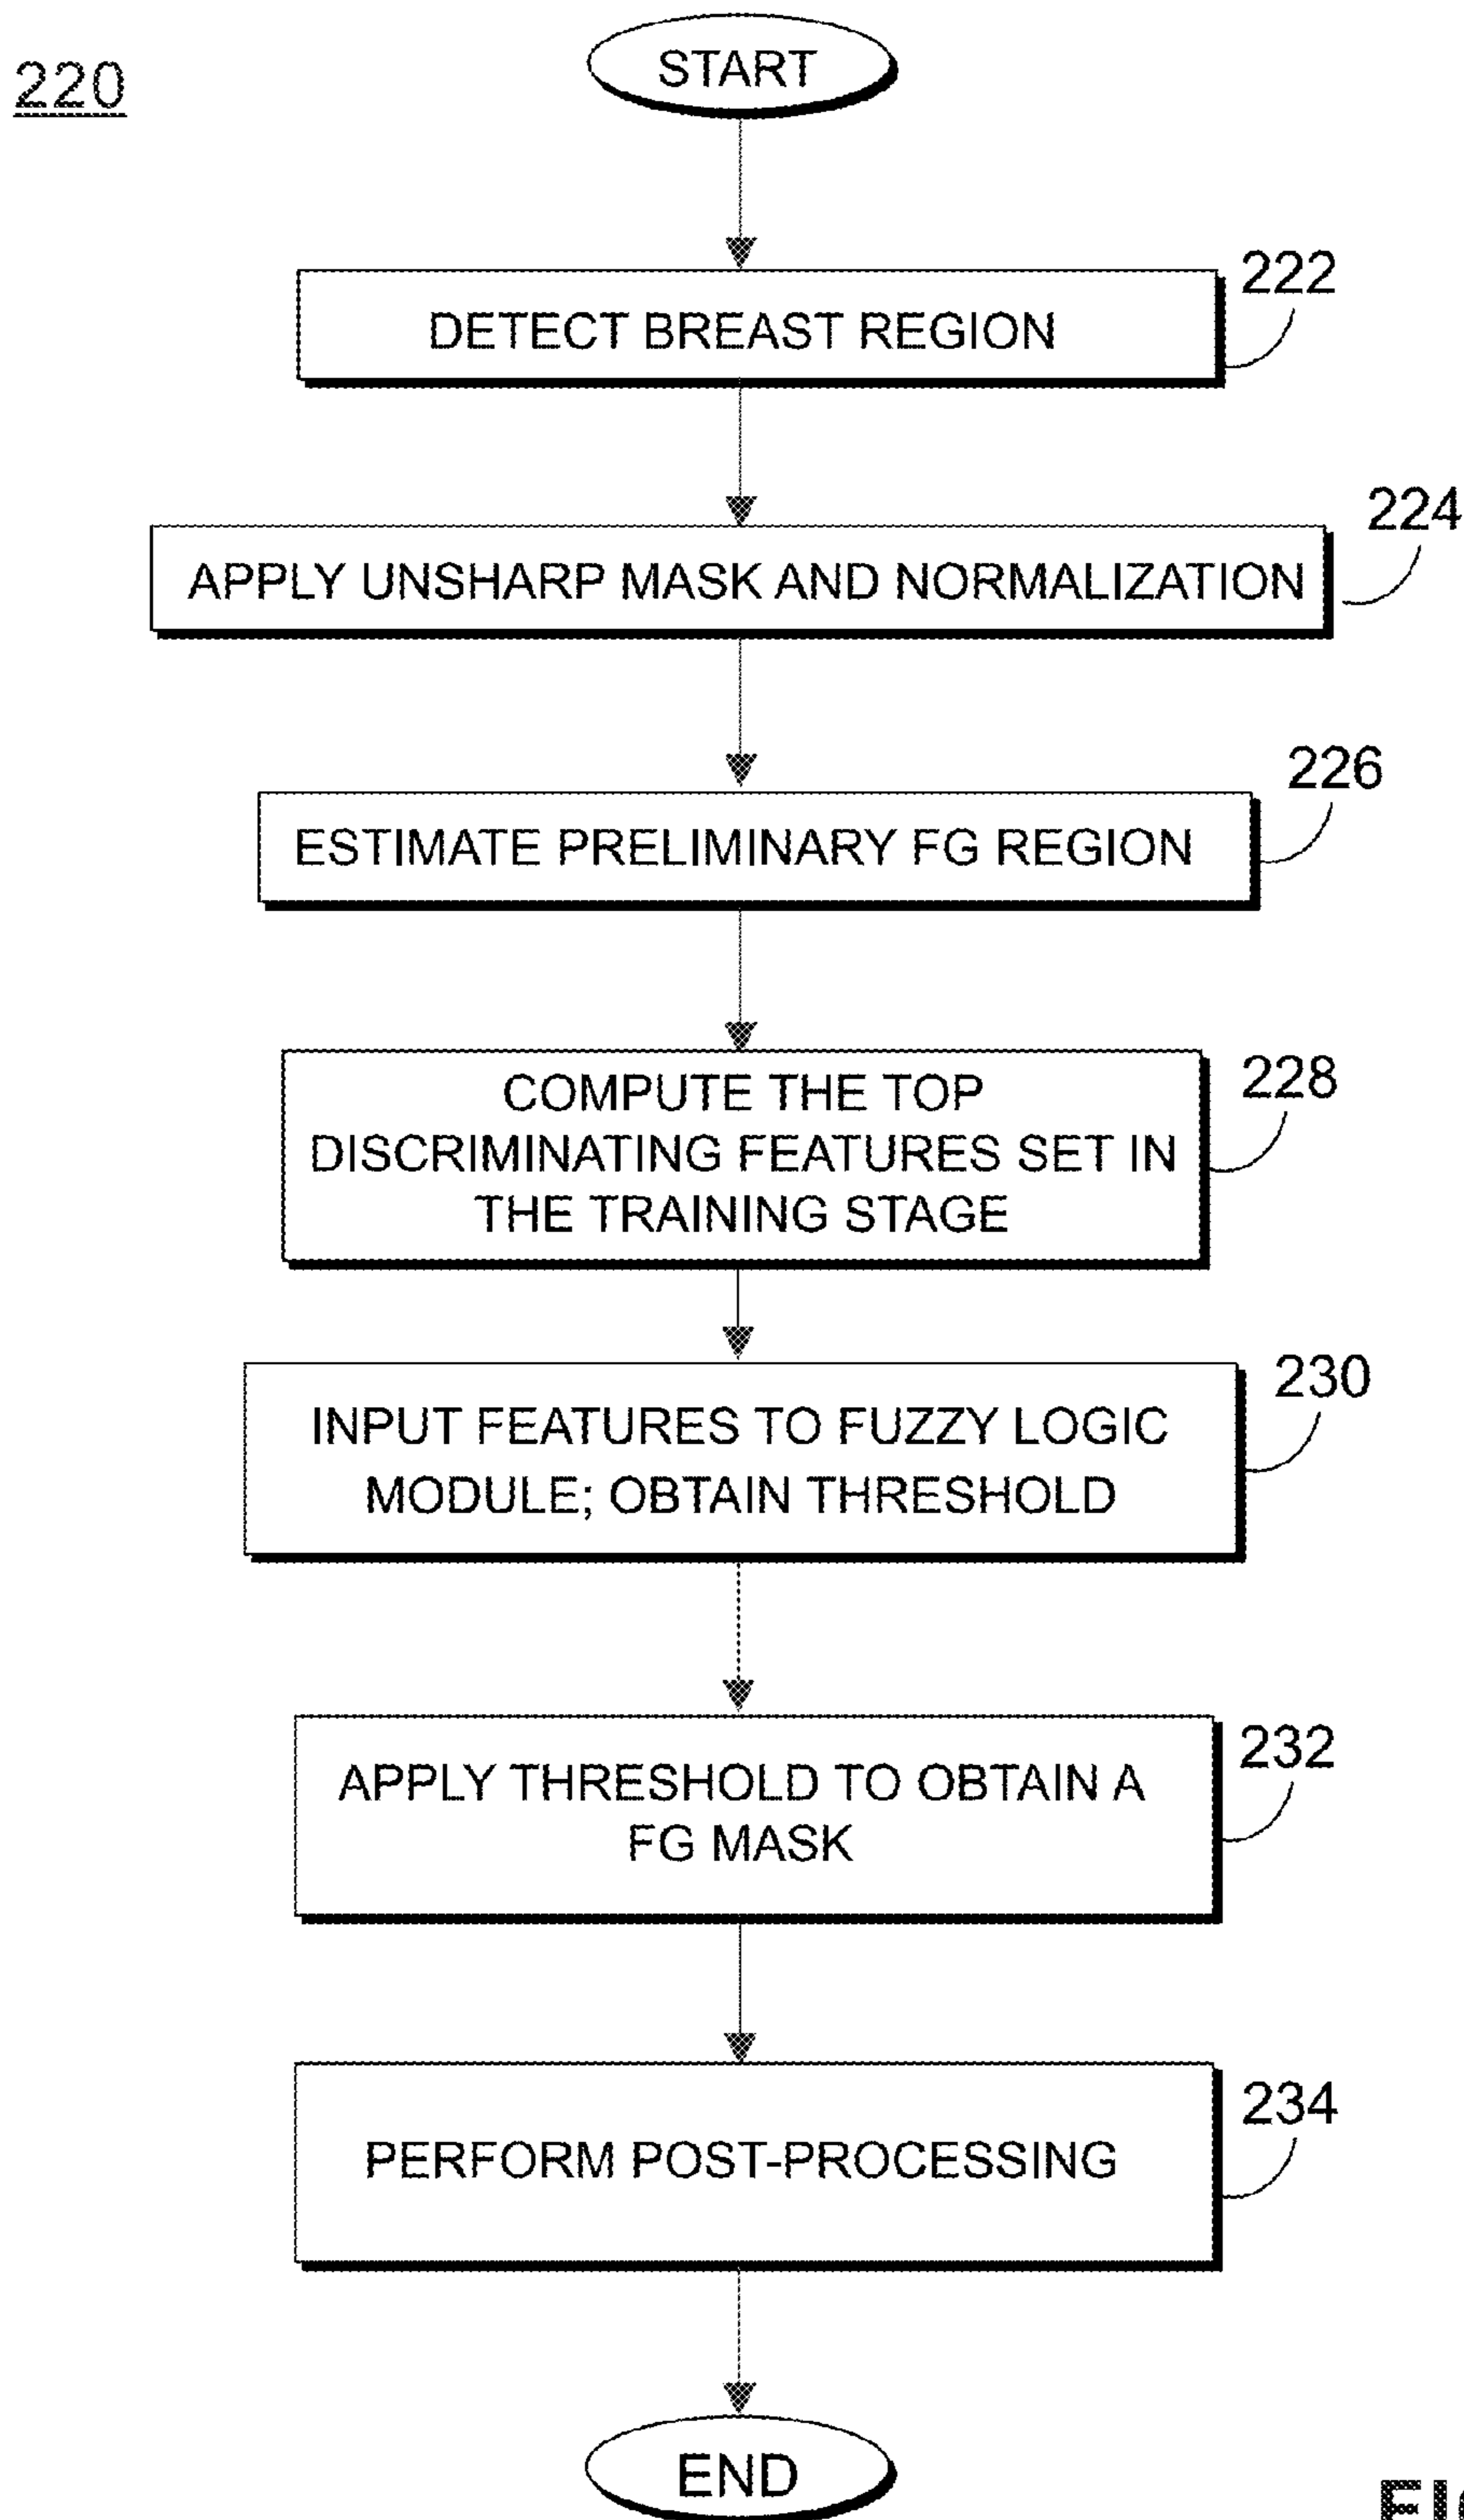 220
START
DETECT BREAST REGION
222
APPLY UNSHARP MASK AND NORMALIZATION
224
ESTIMATE PRELIMINARY FG REGION
226
COMPUTE THE TOP
DISCRIMINATING FEATURES SET IN
THE TRAINING STAGE
228
INPUT FEATURES TO FUZZY LOGIC
MODULE; OBTAIN THRESHOLD
230
APPLY THRESHOLD TO OBTAIN A
FG MASK
232
PERFORM POST-PROCESSING
234
END